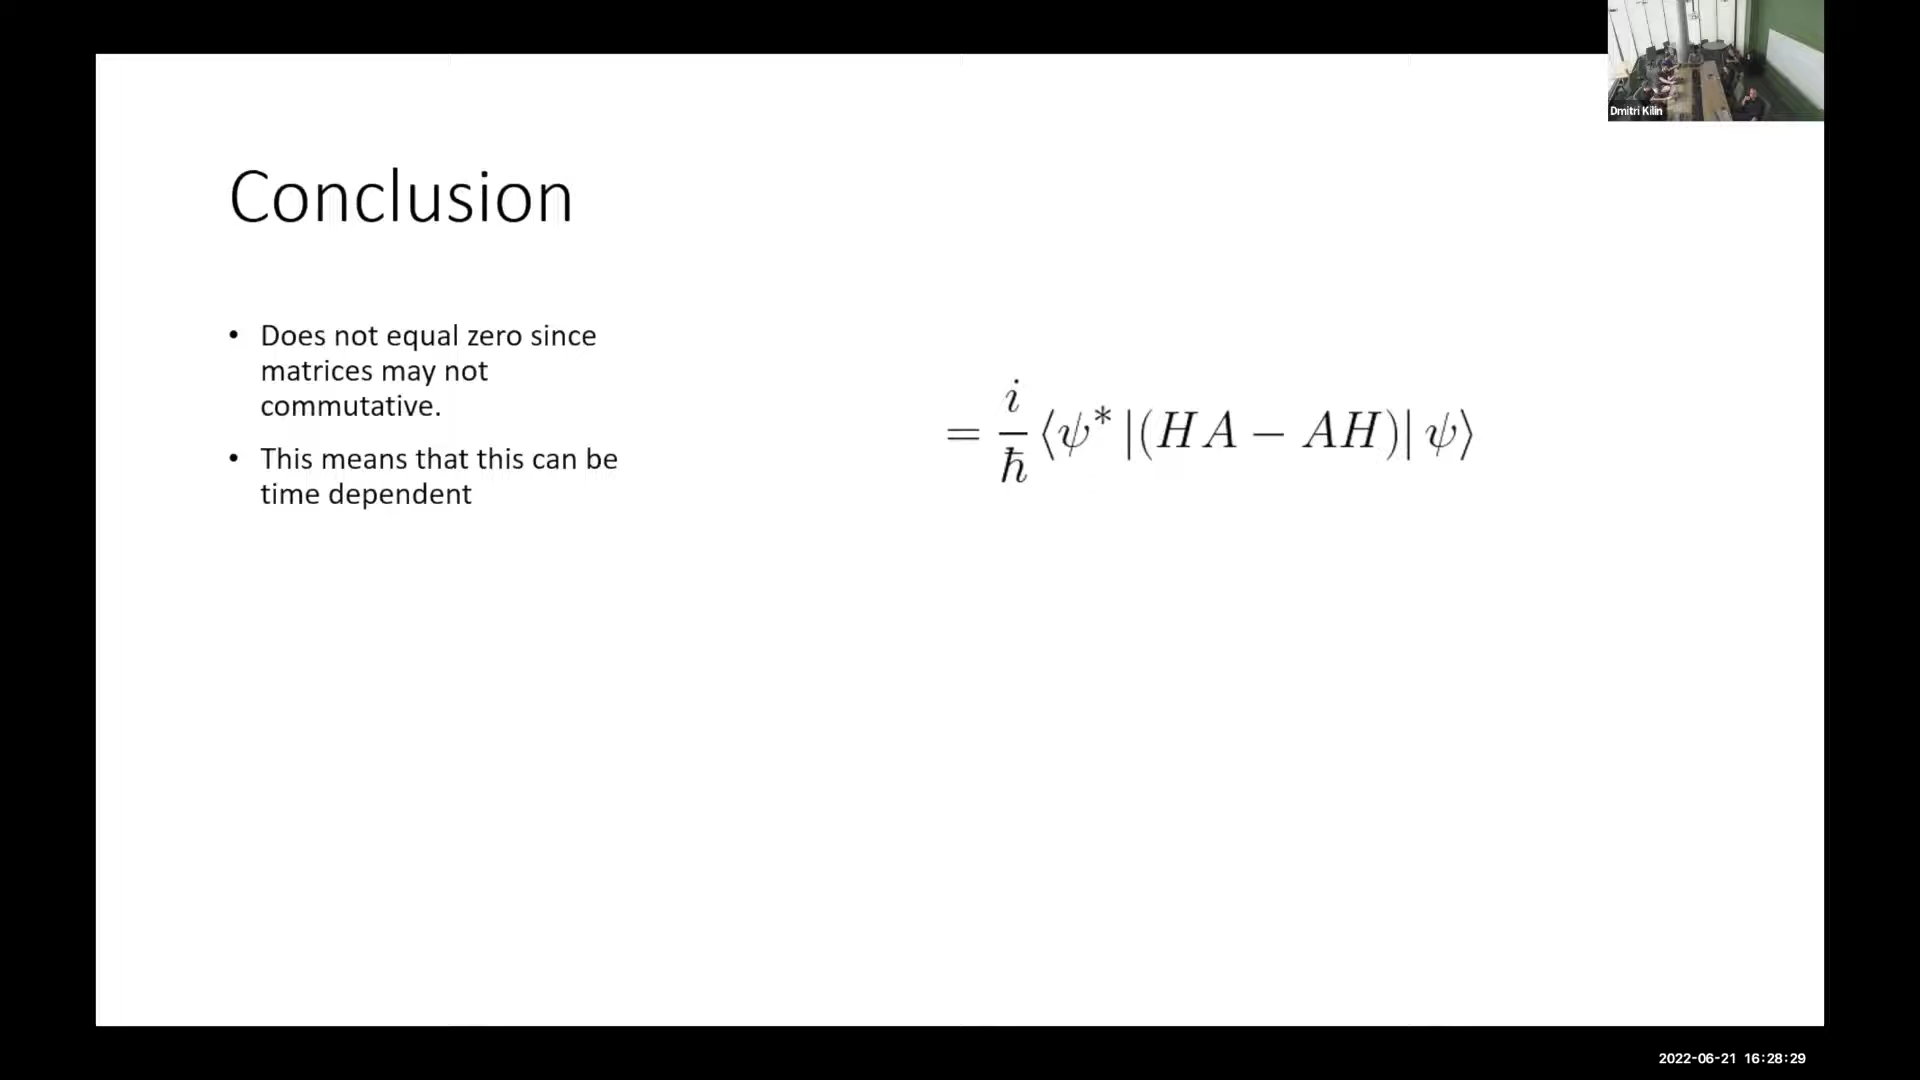 Dmitri Kilin
Conclusion
• Does not equal zero since
matrices may not
commutative.
• This means that this can be
time dependent
= i/ħ ⟨ψ* |(HA − AH)| ψ⟩
2022-06-21 16:28:29